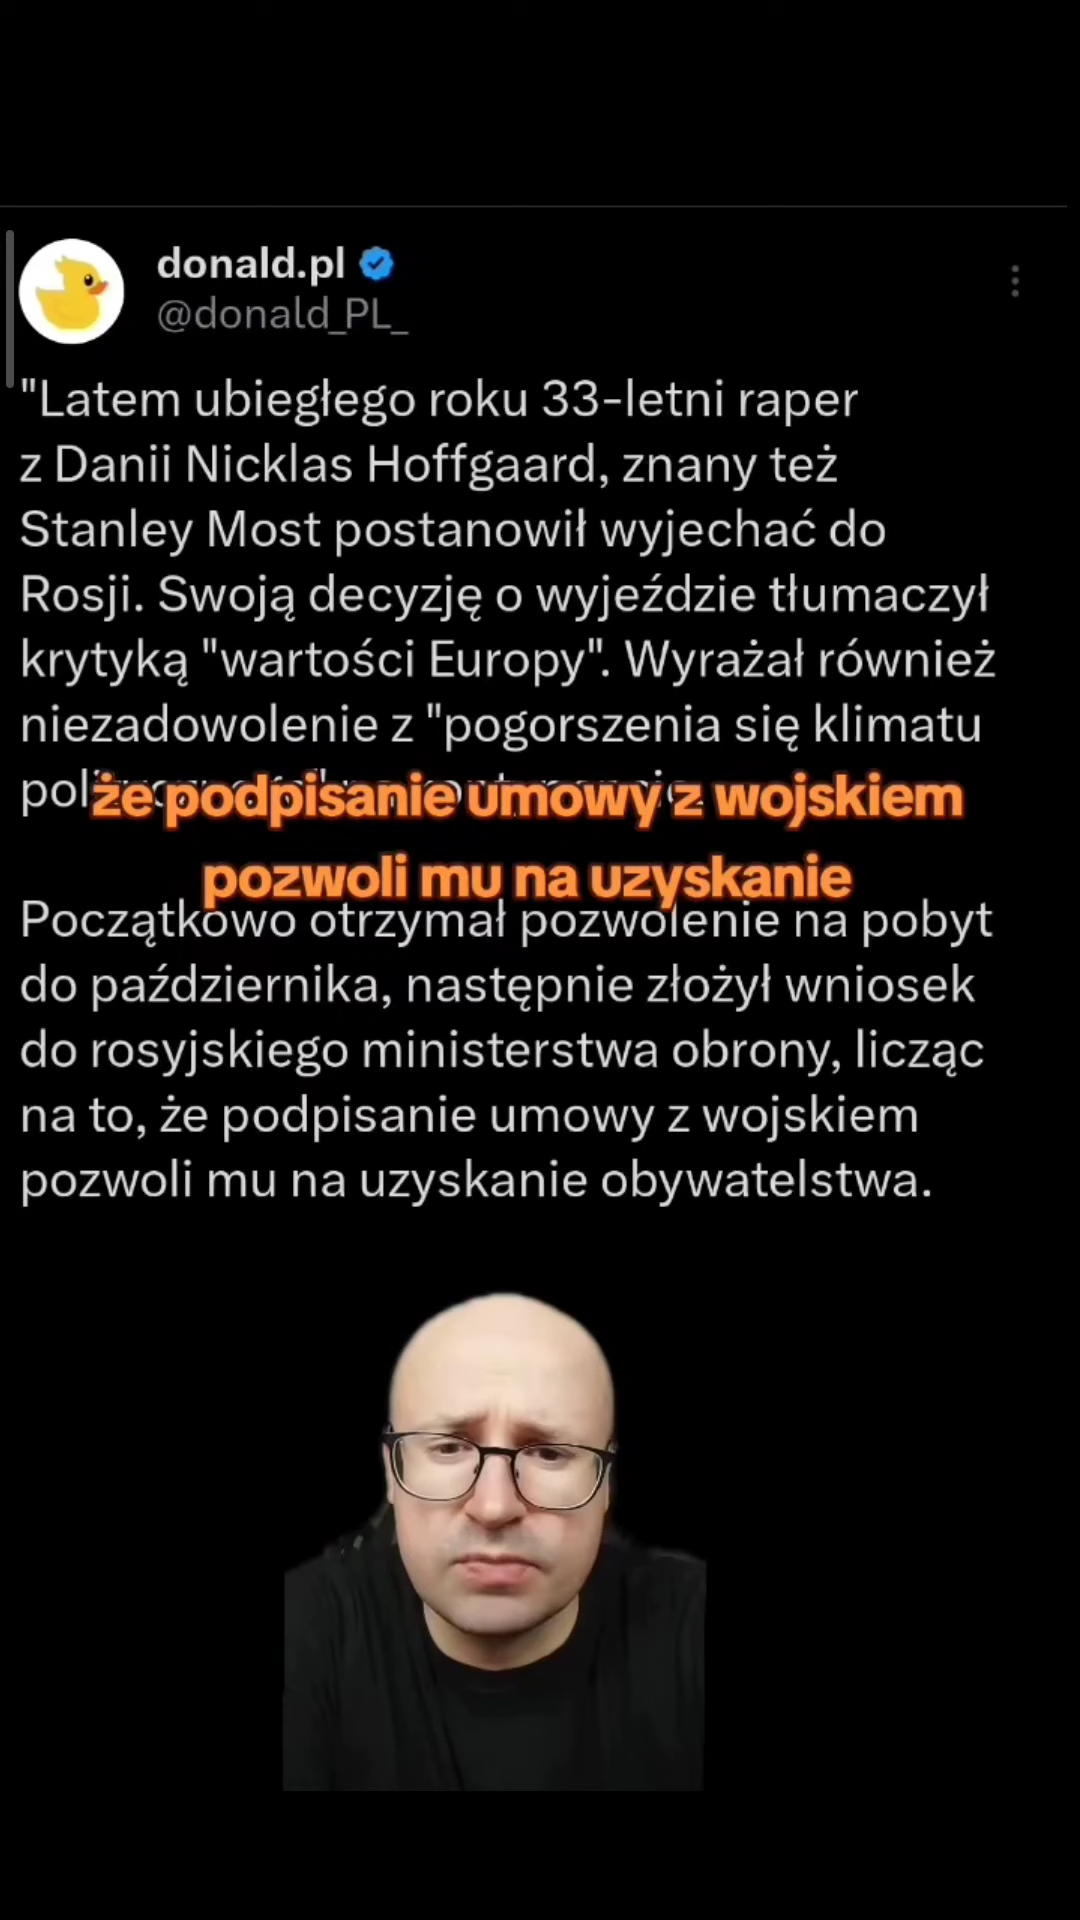 donald.pl
@donald_PL_
"Latem ubiegłego roku 33-letni raper
z Danii Nicklas Hoffgaard, znany też
Stanley Most postanowił wyjechać do
Rosji. Swoją decyzję o wyjeździe tłumaczył
krytyką "wartości Europy". Wyrażał również
niezadowolenie z "pogorszenia się klimatu
że podpisanie umowy z wojskiem
pozwoli mu na uzyskanie
Początkowo otrzymał pozwolenie na pobyt
do października, następnie złożył wniosek
do rosyjskiego ministerstwa obrony, licząc
na to, że podpisanie umowy z wojskiem
pozwoli mu na uzyskanie obywatelstwa.